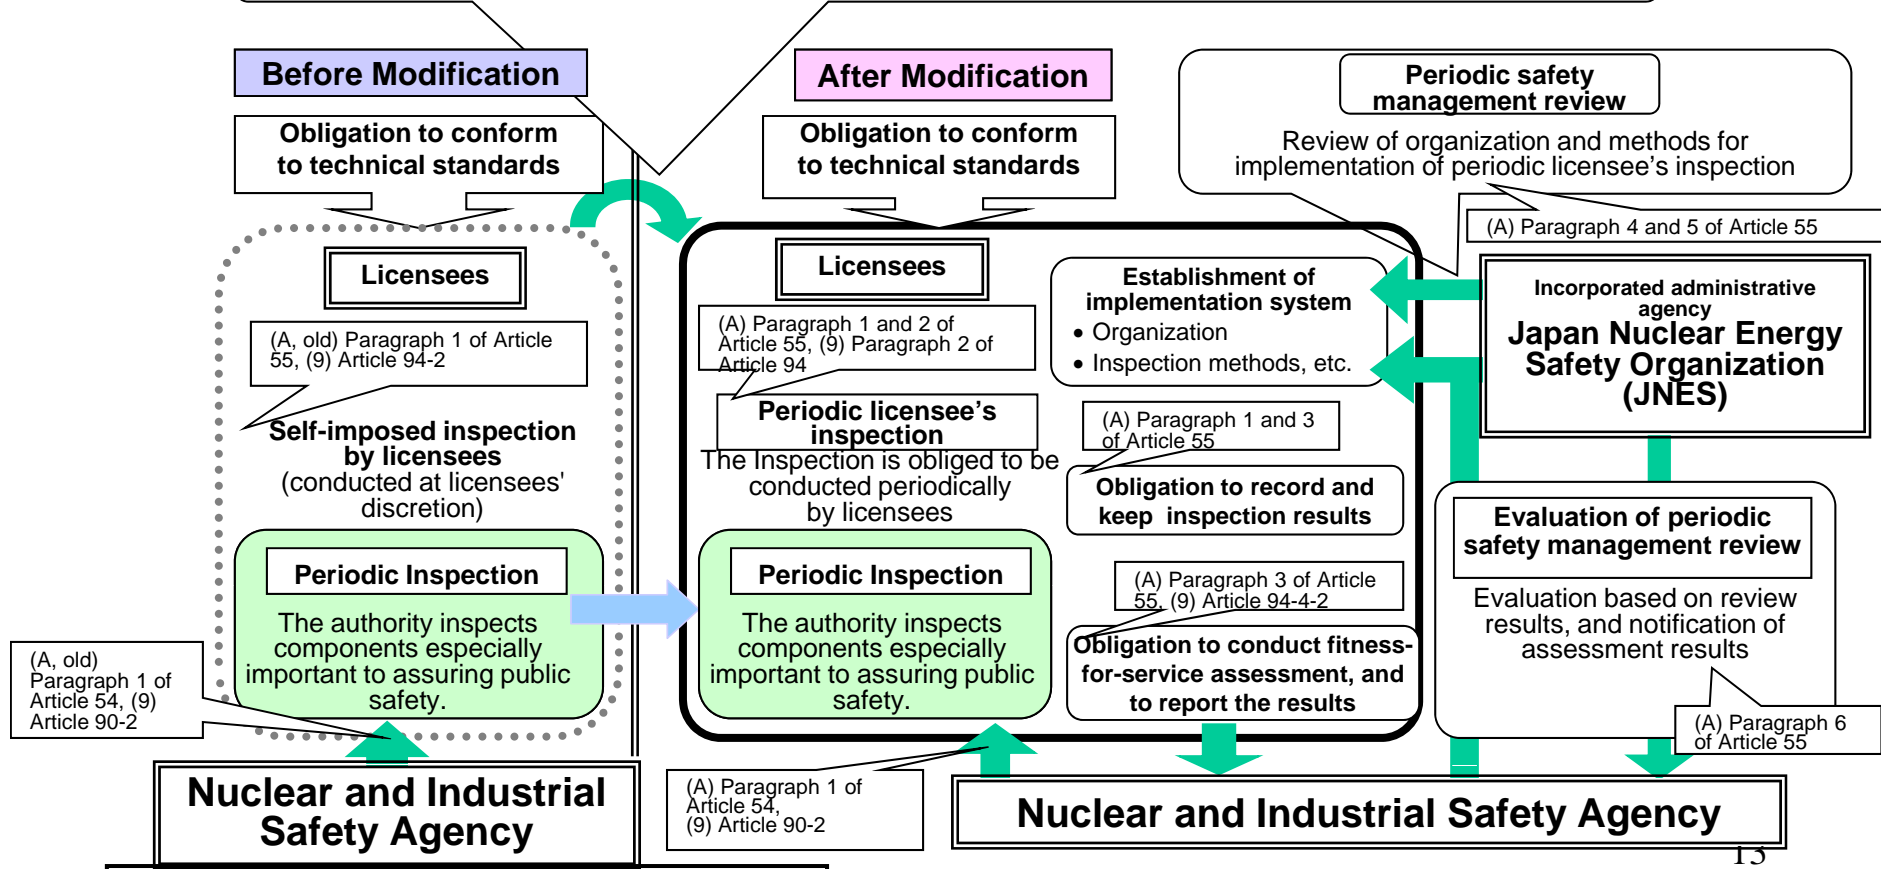 Before Modification
Obligation to conform
to technical standards
Licensees
(A, old) Paragraph 1 of Article
55, (9) Article 94-2
Self-imposed inspection
by licensees
(conducted at licensees'
discretion)
Periodic Inspection
The authority inspects
components especially
important to assuring public
safety.
(A, old)
Paragraph 1 of
Article 54, (9)
Article 90-2
Nuclear and Industrial
Safety Agency
After Modification
Obligation to conform
to technical standards
Licensees
(A) Paragraph 1 and 2 of
Article 55, (9) Paragraph 2 of
Article 94
Periodic licensee’s
inspection
The Inspection is obliged to be
conducted periodically
by licensees
Periodic Inspection
The authority inspects
components especially
important to assuring public
safety.
(A) Paragraph 1 of
Article 54,
(9) Article 90-2
Establishment of
implementation system
• Organization
• Inspection methods, etc.
(A) Paragraph 1 and 3
of Article 55
Obligation to record and
keep inspection results
(A) Paragraph 3 of Article
55, (9) Article 94-4-2
Obligation to conduct fitness-
for-service assessment, and
to report the results
Periodic safety
management review
Review of organization and methods for
implementation of periodic licensee’s inspection
(A) Paragraph 4 and 5 of Article 55
Incorporated administrative
agency
Japan Nuclear Energy
Safety Organization
(JNES)
Evaluation of periodic
safety management review
Evaluation based on review
results, and notification of
assessment results
(A) Paragraph 6
of Article 55
Nuclear and Industrial Safety Agency